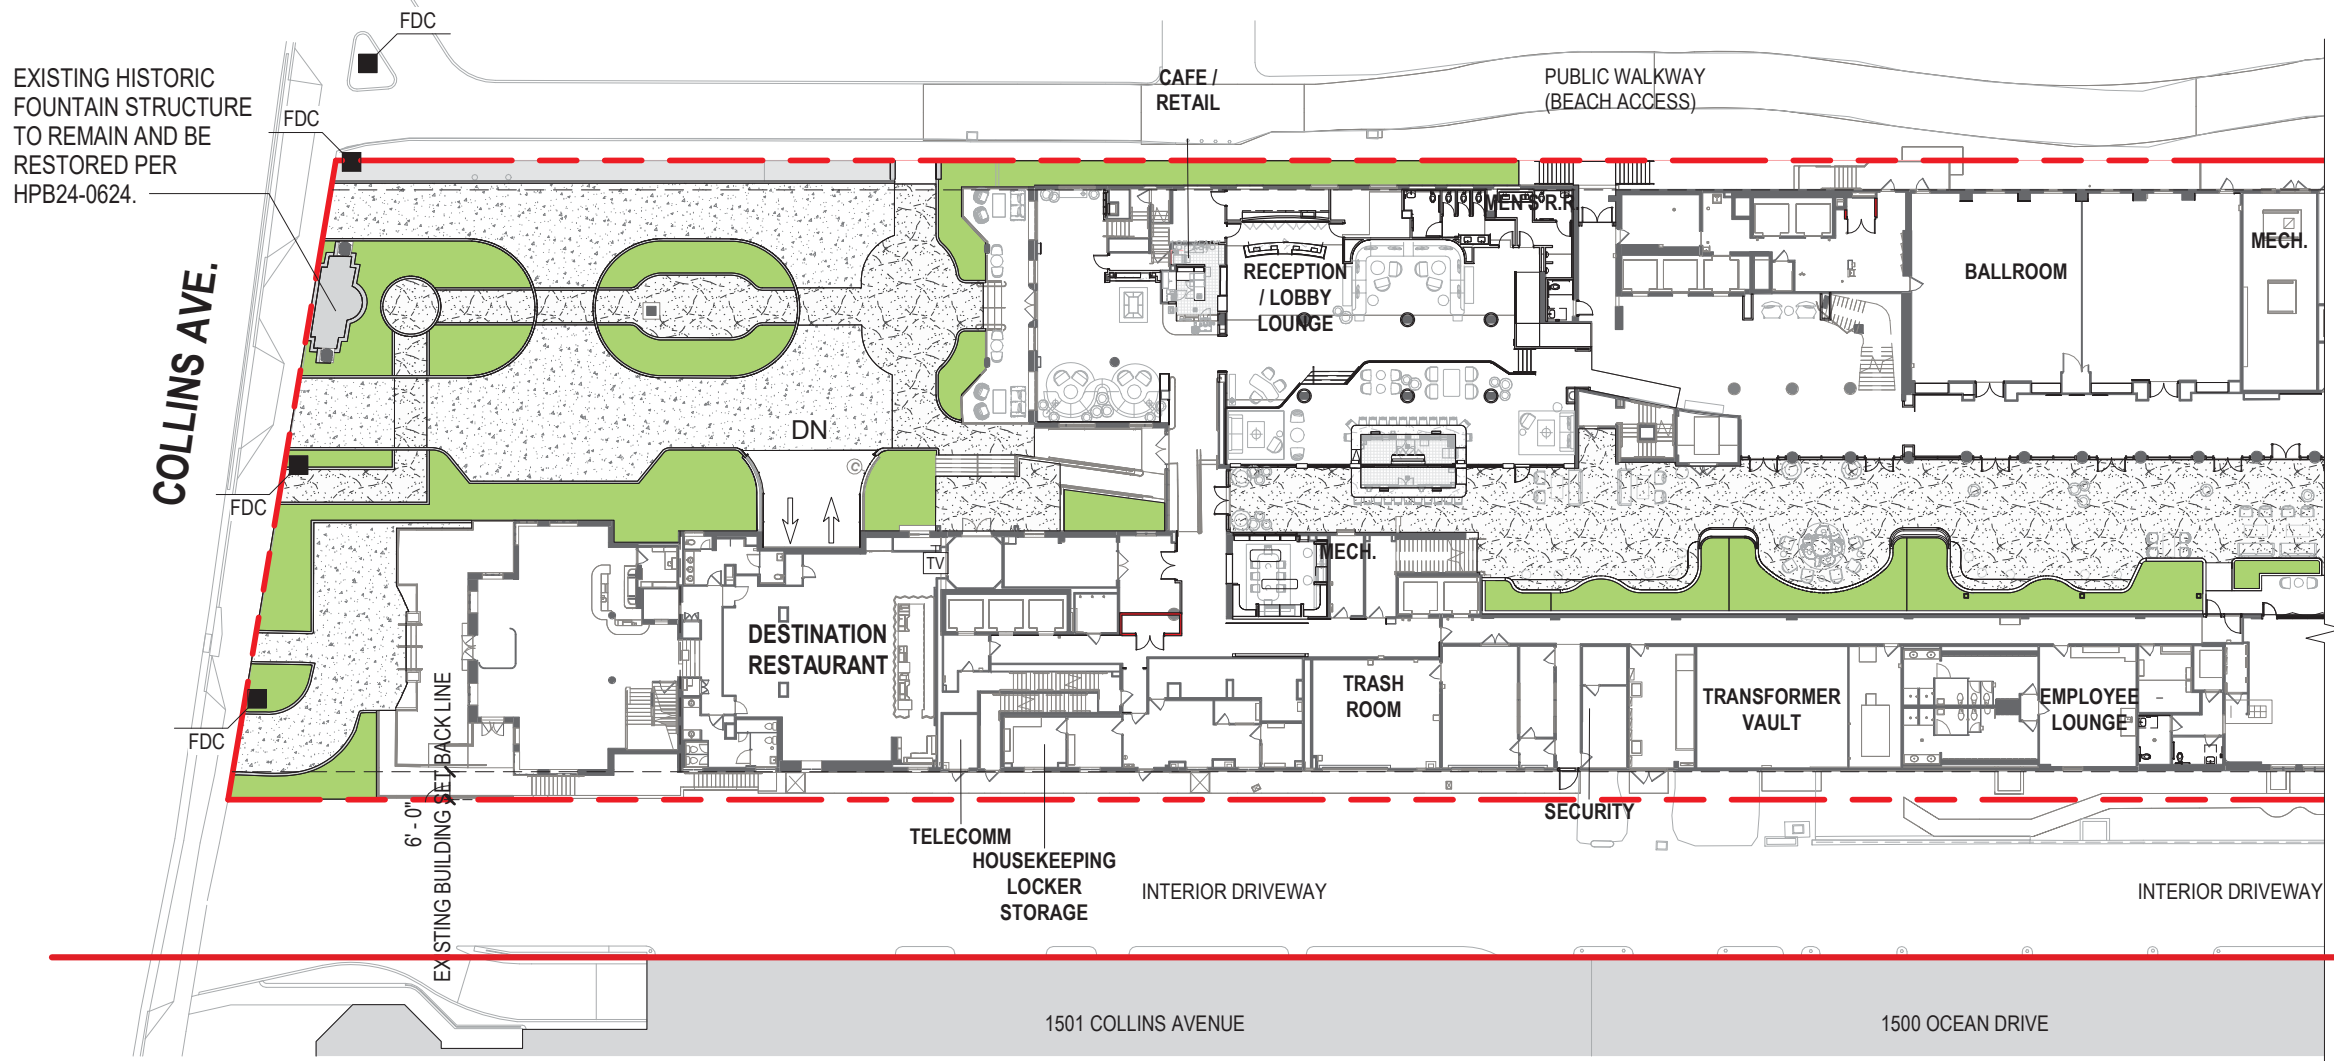 FDC
EXISTING HISTORIC
FOUNTAIN STRUCTURE
TO REMAIN AND BE
RESTORED PER
HPB24-0624.
FDC
CAFE /
RETAIL
PUBLIC WALKWAY
(BEACH ACCESS)
MEN'S R.R.
MECH.
RECEPTION
/ LOBBY
LOUNGE
BALLROOM
COLLINS AVE.
DN
©
FDC
MECH.
TV
DESTINATION
RESTAURANT
TRASH
ROOM
TRANSFORMER
VAULT
EMPLOYEE
LOUNGE
FDC
6' - 0"
EXISTING BUILDING SETBACK LINE
SECURITY
TELECOMM
HOUSEKEEPING
LOCKER
STORAGE
INTERIOR DRIVEWAY
INTERIOR DRIVEWAY
1501 COLLINS AVENUE
1500 OCEAN DRIVE